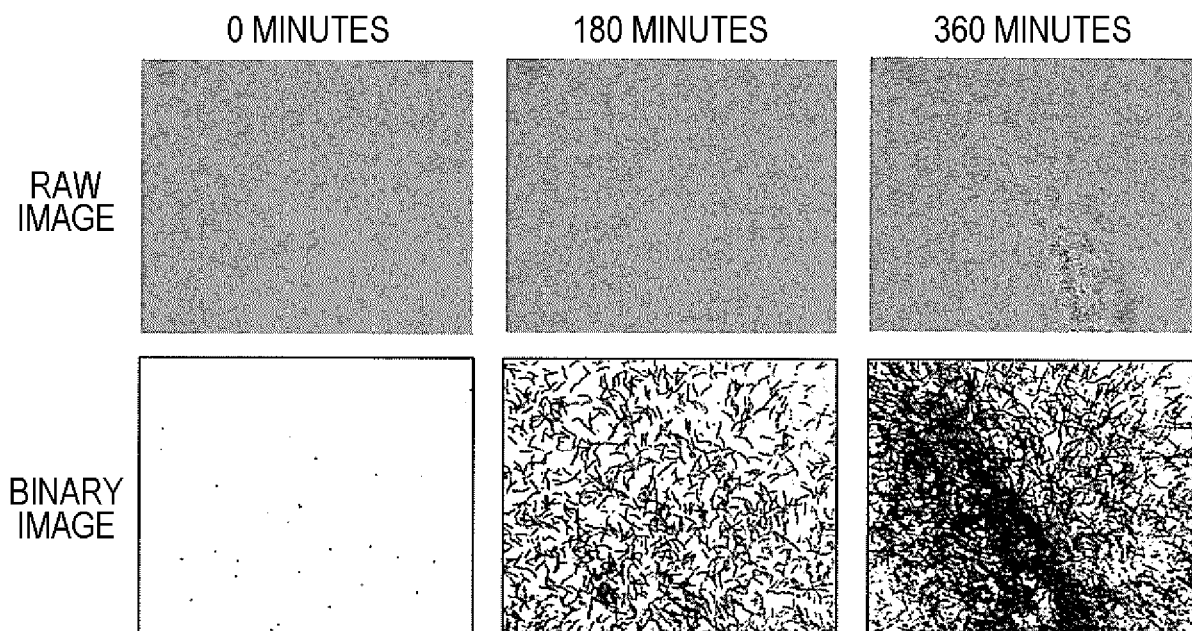 0 MINUTES
180 MINUTES
360 MINUTES
RAW
IMAGE
BINARY
IMAGE